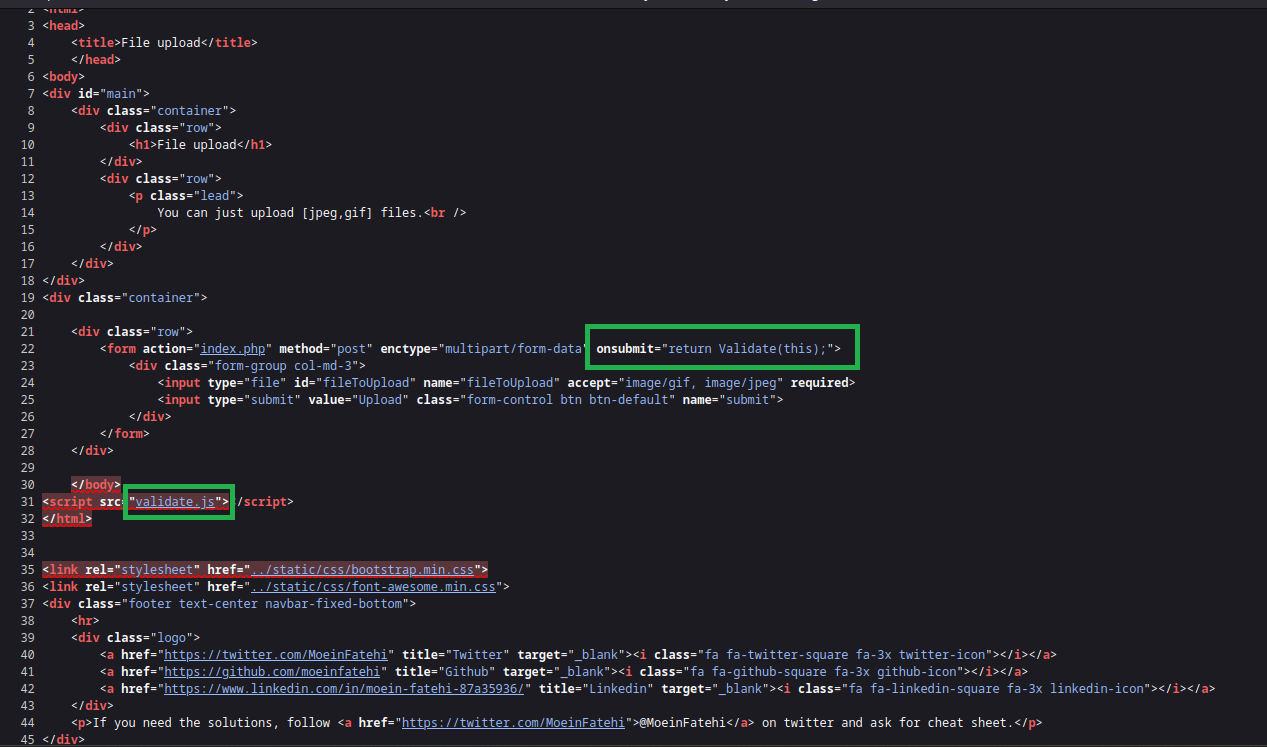 2 <html>
3 <head>
4 <title>File upload</title>
5 </head>
6 <body>
7 <div id="main">
8 <div class="container">
9 <div class="row">
10 <h1>File upload</h1>
11 </div>
12 <div class="row">
13 <p class="lead">
14 You can just upload [jpeg,gif] files.<br />
15 </p>
16 </div>
17 </div>
18 </div>
19 <div class="container">
20
21 <div class="row">
22 <form action="index.php" method="post" enctype="multipart/form-data" onsubmit="return Validate(this);">
23 <div class="form-group col-md-3">
24 <input type="file" id="fileToUpload" name="fileToUpload" accept="image/gif, image/jpeg" required>
25 <input type="submit" value="Upload" class="form-control btn btn-default" name="submit">
26 </div>
27 </form>
28 </div>
29
30 </body>
31 <script src="validate.js"></script>
32 </html>
33
34
35 <link rel="stylesheet" href="../static/css/bootstrap.min.css">
36 <link rel="stylesheet" href="../static/css/font-awesome.min.css">
37 <div class="footer text-center navbar-fixed-bottom">
38 <hr>
39 <div class="logo">
40 <a href="https://twitter.com/MoeinFatehi" title="Twitter" target="_blank"><i class="fa fa-twitter-square fa-3x twitter-icon"></i></a>
41 <a href="https://github.com/moeinfatehi" title="Github" target="_blank"><i class="fa fa-github-square fa-3x github-icon"></i></a>
42 <a href="https://www.linkedin.com/in/moein-fatehi-87a35936/" title="Linkedin" target="_blank"><i class="fa fa-linkedin-square fa-3x linkedin-icon"></i></a>
43 </div>
44 <p>If you need the solutions, follow <a href="https://twitter.com/MoeinFatehi">@MoeinFatehi</a> on twitter and ask for cheat sheet.</p>
45 </div>